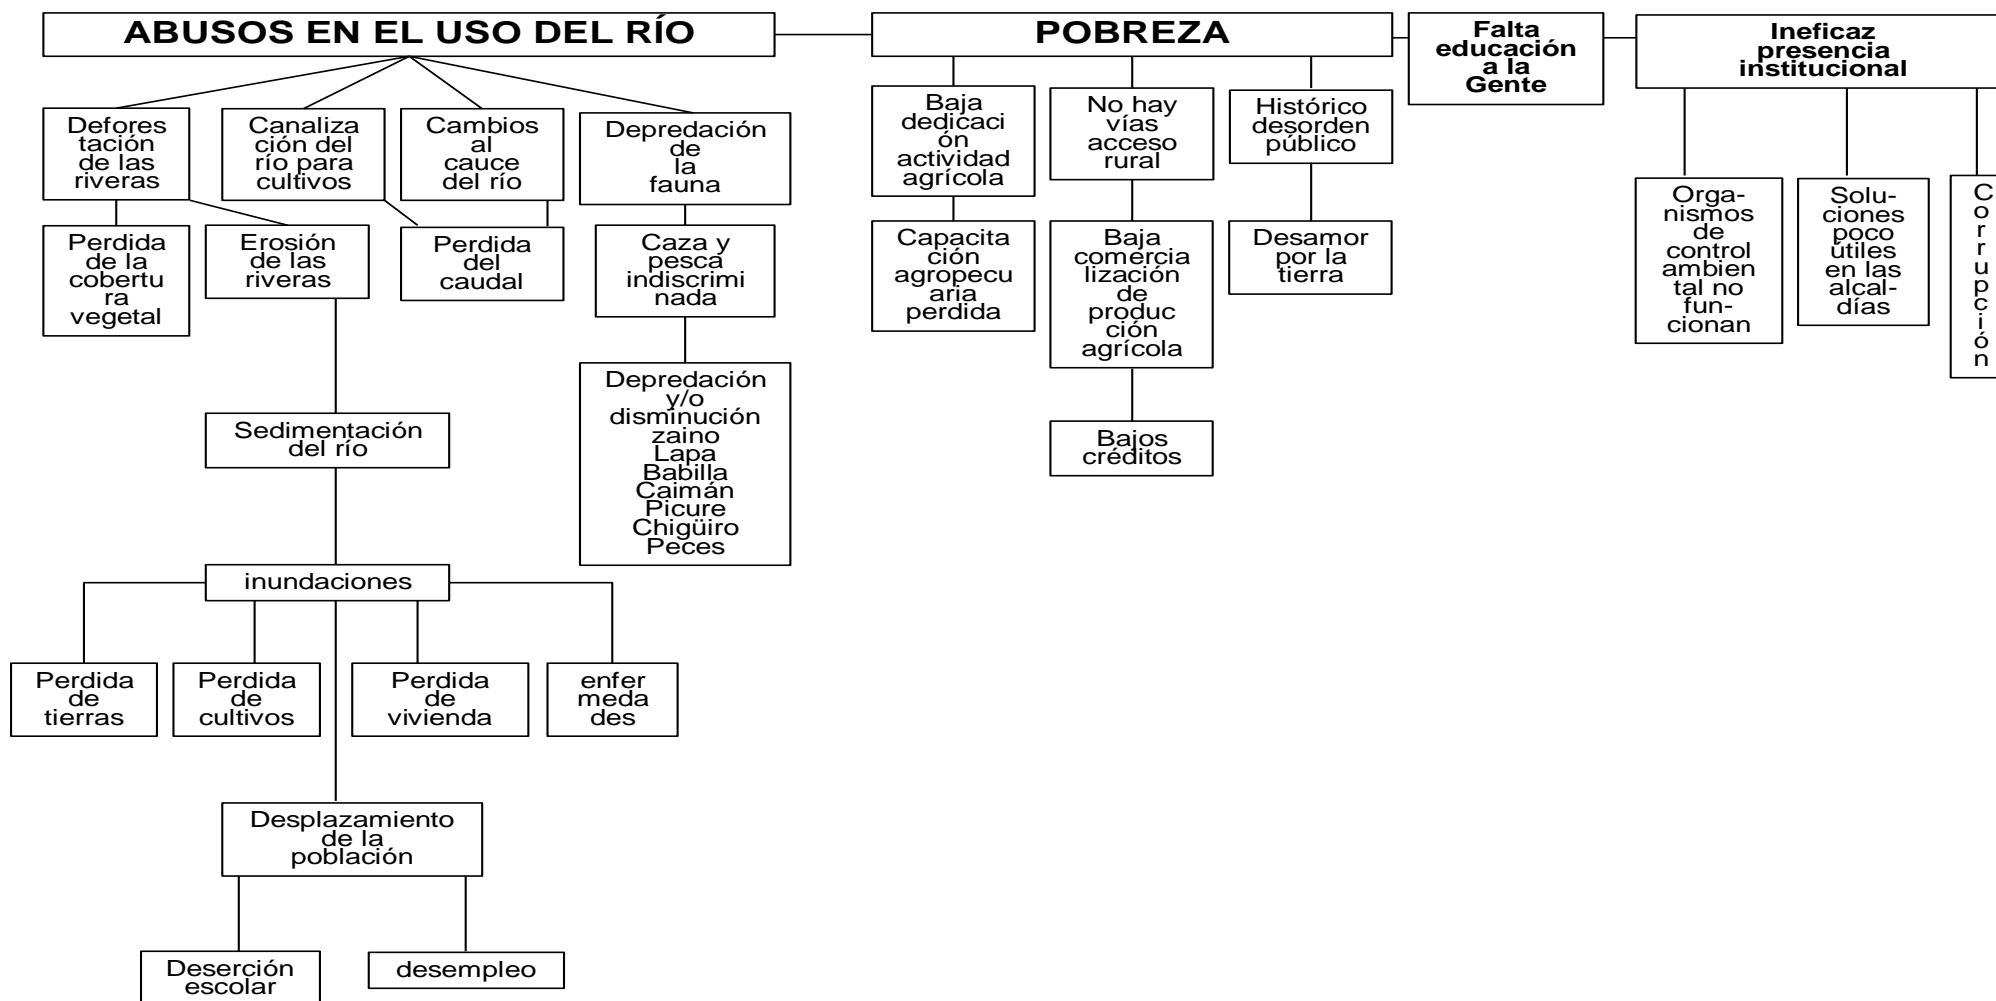 ABUSOS EN EL USO DEL RÍO
POBREZA
Falta
educación
a la
Gente
Ineficaz
presencia
institucional
Defores
tación
de las
riveras
Canaliza
ción del
río para
cultivos
Cambios
al
cauce
del río
Depredación
de
la
fauna
Baja
dedicaci
ón
actividad
agrícola
No hay
vías
acceso
rural
Histórico
desorden
público
Orga-
nismos
de
control
ambien
tal no
fun-
cionan
Solu-
ciones
poco
útiles
en las
alcal-
días
C
o
r
r
u
p
c
i
ó
n
Perdida
de la
cobertu
ra
vegetal
Erosión
de las
riveras
Perdida
del
caudal
Caza y
pesca
indiscrimi
nada
Capacita
ción
agropecu
aria
perdida
Baja
comercia
lización
de
produc
ción
agrícola
Desamor
por la
tierra
Depredación
y/o
disminución
zaino
Lapa
Babilla
Caimán
Picure
Chigüiro
Peces
Sedimentación
del río
Bajos
créditos
inundaciones
Perdida
de
tierras
Perdida
de
cultivos
Perdida
de
vivienda
enfer
meda
des
Desplazamiento
de la
población
Deserción
escolar
desempleo